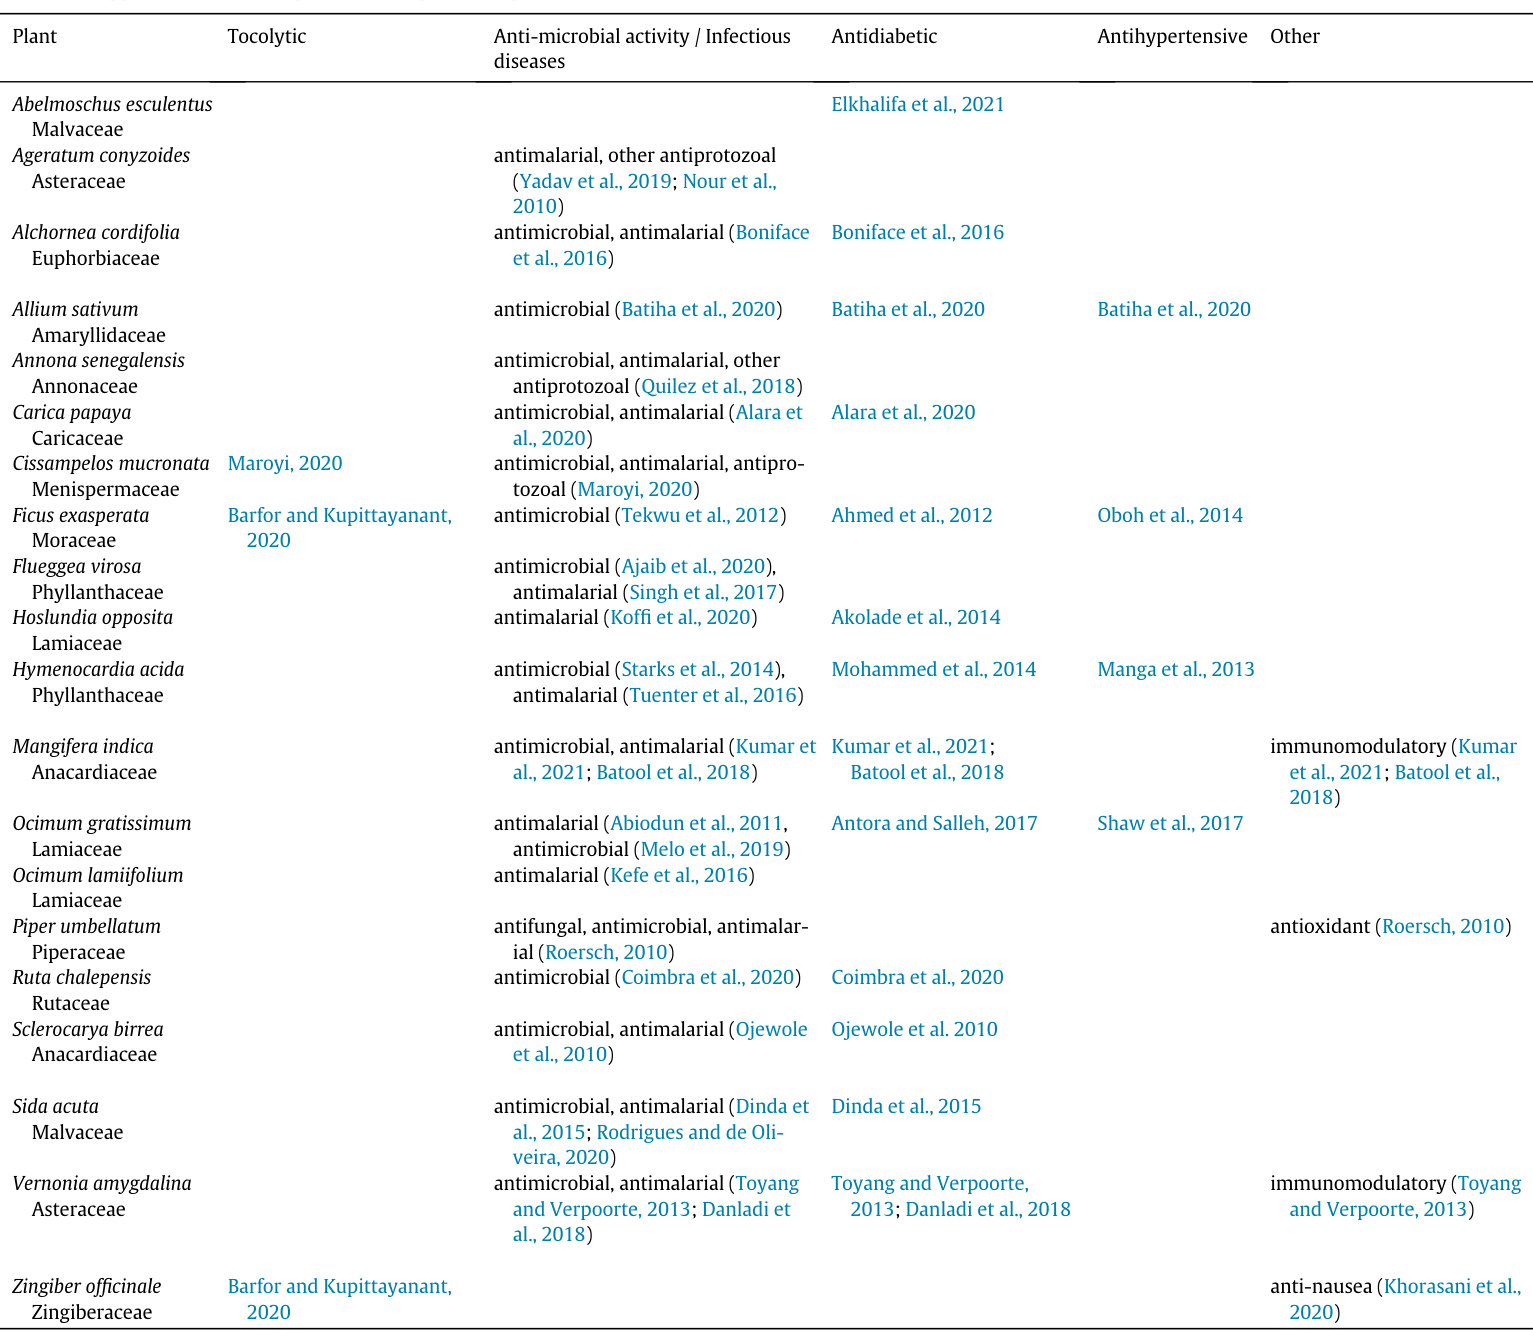 Plant Tocolytic Anti-microbial activity / Infectious Antidiabetic Antihypertensive Other
diseases
Abelmoschus esculentus Elkhalifa et al., 2021
Malvaceae
Ageratum conyzoides antimalarial, other antiprotozoal
Asteraceae (Yadav et al., 2019; Nour et al.,
2010)
Alchornea cordifolia antimicrobial, antimalarial (Boniface Boniface et al., 2016
Euphorbiaceae et al., 2016)
Allium sativum antimicrobial (Batiha et al., 2020) Batiha et al., 2020 Batiha et al., 2020
Amaryllidaceae
Annona senegalensis antimicrobial, antimalarial, other
Annonaceae antiprotozoal (Quilez et al., 2018)
Carica papaya antimicrobial, antimalarial (Alara et Alara et al., 2020
Caricaceae al., 2020)
Cissampelos mucronata Maroyi, 2020 antimicrobial, antimalarial, antipro-
Menispermaceae tozoal (Maroyi, 2020)
Ficus exasperata Barfor and Kupittayanant, antimicrobial (Tekwu et al., 2012) Ahmed et al., 2012 Oboh et al., 2014
Moraceae 2020
Flueggea virosa antimicrobial (Ajaib et al., 2020),
Phyllanthaceae antimalarial (Singh et al., 2017)
Hoslundia opposita antimalarial (Koffi et al., 2020) Akolade et al., 2014
Lamiaceae
Hymenocardia acida antimicrobial (Starks et al., 2014), Mohammed et al., 2014 Manga et al., 2013
Phyllanthaceae antimalarial (Tuenter et al., 2016)
Mangifera indica antimicrobial, antimalarial (Kumar et Kumar et al., 2021; immunomodulatory (Kumar
Anacardiaceae al., 2021; Batool et al., 2018) Batool et al., 2018 et al., 2021; Batool et al.,
2018)
Ocimum gratissimum antimalarial (Abiodun et al., 2011, Antora and Salleh, 2017 Shaw et al., 2017
Lamiaceae antimicrobial (Melo et al., 2019)
Ocimum lamiifolium antimalarial (Kefe et al., 2016)
Lamiaceae
Piper umbellatum antifungal, antimicrobial, antimalar- antioxidant (Roersch, 2010)
Piperaceae ial (Roersch, 2010)
Ruta chalepensis antimicrobial (Coimbra et al., 2020) Coimbra et al., 2020
Rutaceae
Sclerocarya birrea antimicrobial, antimalarial (Ojewole Ojewole et al. 2010
Anacardiaceae et al., 2010)
Sida acuta antimicrobial, antimalarial (Dinda et Dinda et al., 2015
Malvaceae al., 2015; Rodrigues and de Oli-
veira, 2020)
Vernonia amygdalina antimicrobial, antimalarial (Toyang Toyang and Verpoorte, immunomodulatory (Toyang
Asteraceae and Verpoorte, 2013; Danladi et 2013; Danladi et al., 2018 and Verpoorte, 2013)
al., 2018)
Zingiber officinale Barfor and Kupittayanant, anti-nausea (Khorasani et al.,
Zingiberaceae 2020 2020)